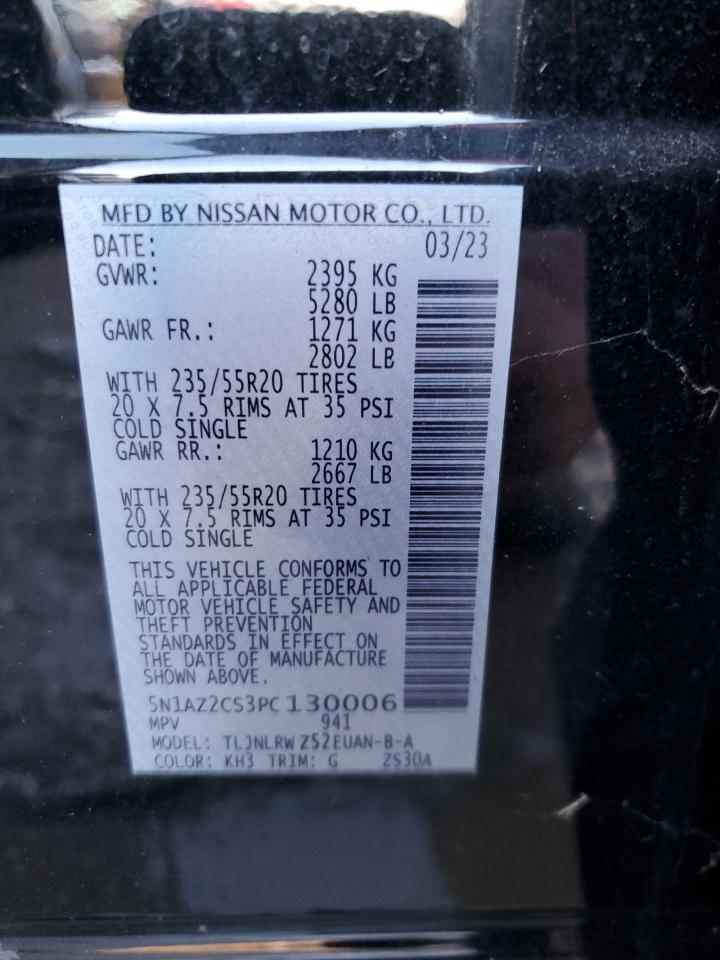 MFD BY NISSAN MOTOR CO., LTD.
DATE: 03/23
GVWR: 2395 KG
5280 LB
GAWR FR.: 1271 KG
2802 LB
WITH 235/55R20 TIRES
20 X 7.5 RIMS AT 35 PSI
COLD SINGLE
GAWR RR.: 1210 KG
2667 LB
WITH 235/55R20 TIRES
20 X 7.5 RIMS AT 35 PSI
COLD SINGLE
THIS VEHICLE CONFORMS TO
ALL APPLICABLE FEDERAL
MOTOR VEHICLE SAFETY AND
THEFT PREVENTION
STANDARDS IN EFFECT ON
THE DATE OF MANUFACTURE
SHOWN ABOVE.
5N1AZ2CS3PC130006
MPV 941
MODEL: TLJNLRW Z52EUAN-B-A
COLOR: KH3 TRIM: G ZS30A